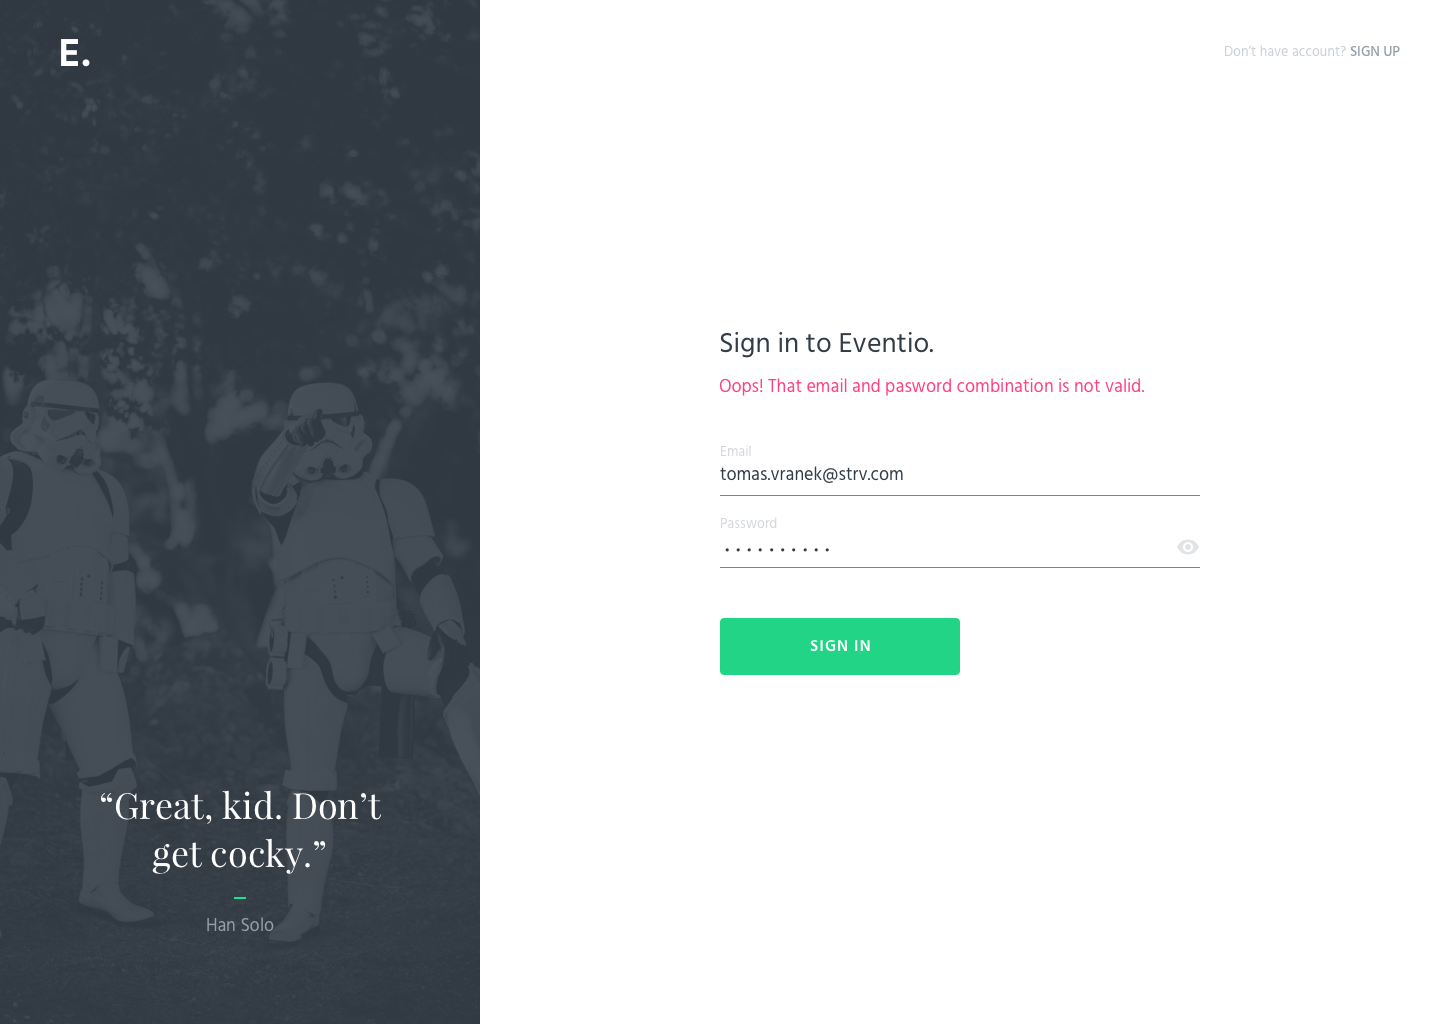 E.
Don't have account? SIGN UP
Sign in to Eventio.
Oops! That email and pasword combination is not valid.
Email
tomas.vranek@strv.com
Password
••••••••••
SIGN IN
“Great, kid. Don’t
get cocky.”
Han Solo